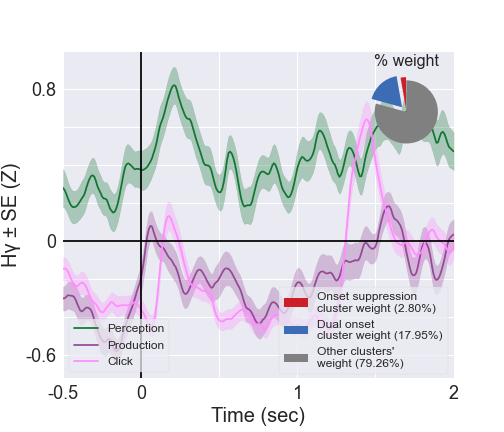 % weight
0.8
0
-0.6
Hγ ± SE (Z)
Perception
Production
Click
Onset suppression
cluster weight (2.80%)
Dual onset
cluster weight (17.95%)
Other clusters'
weight (79.26%)
-0.5
0
1
2
Time (sec)